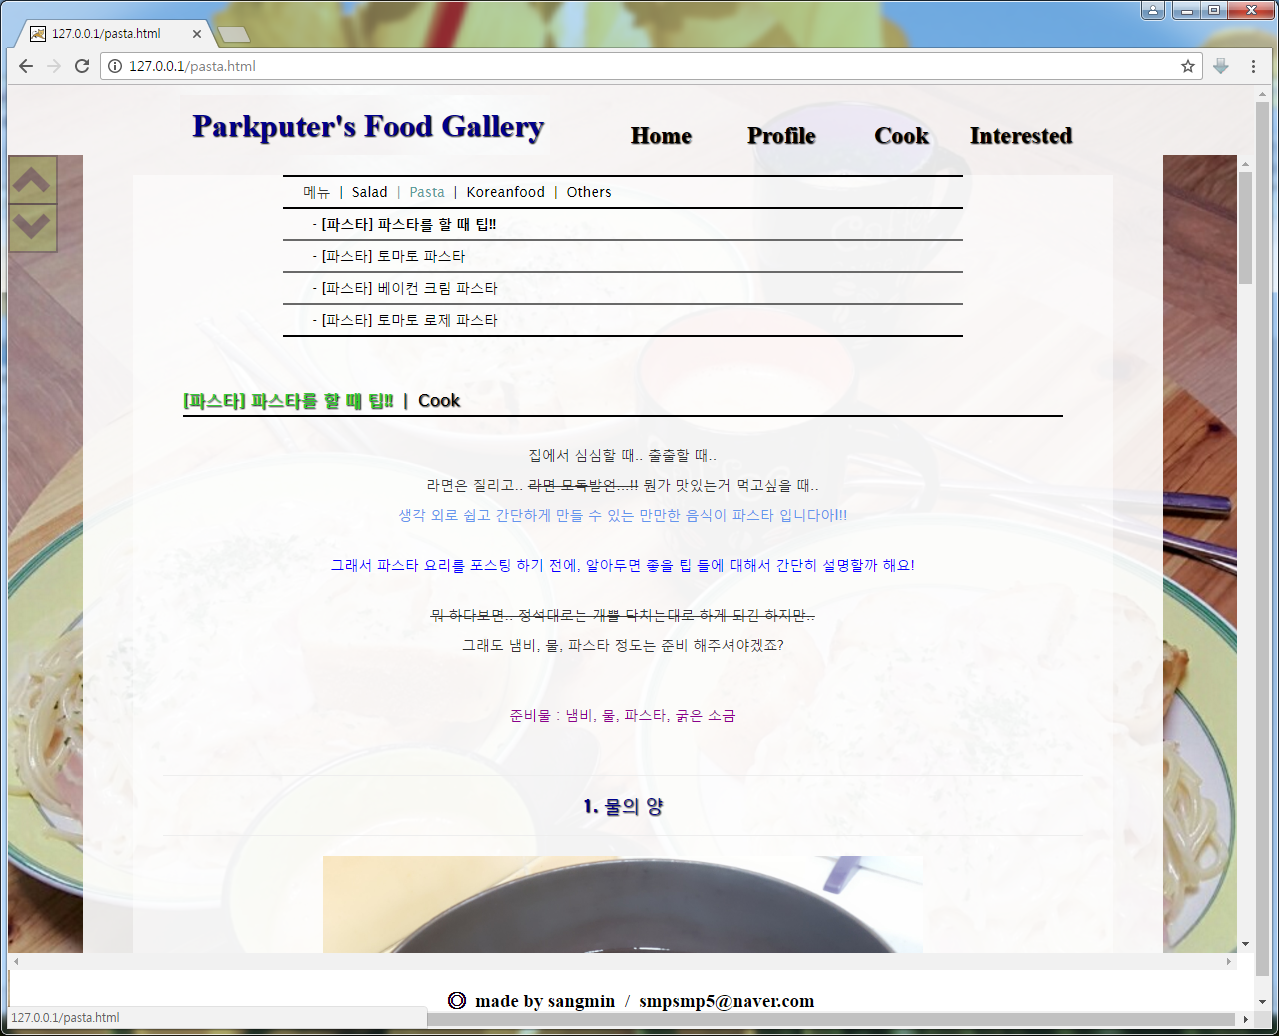 127.0.0.1/pasta.html
127.0.0.1/pasta.html
Parkputer's Food Gallery
Home Profile Cook Interested
메뉴 | Salad | Pasta | Koreanfood | Others
- [파스타] 파스타를 할 때 팁!!
- [파스타] 토마토 파스타
- [파스타] 베이컨 크림 파스타
- [파스타] 토마토 로제 파스타
[파스타] 파스타를 할 때 팁!! | Cook
집에서 심심할 때.. 출출할 때..
라면은 질리고.. 라면 모독발언...!! 뭔가 맛있는거 먹고싶을 때..
생각 외로 쉽고 간단하게 만들 수 있는 만만한 음식이 파스타 입니다아!!!
그래서 파스타 요리를 포스팅 하기 전에, 알아두면 좋을 팁 들에 대해서 간단히 설명할까 해요!
뭐 하다보면.. 정석대로는 개뿔 닥치는대로 하게 되긴 하지만..
그래도 냄비, 물, 파스타 정도는 준비 해주셔야겠죠?
준비물 : 냄비, 물, 파스타, 굵은 소금
1. 물의 양
made by sangmin / smpsmp5@naver.com
127.0.0.1/pasta.html